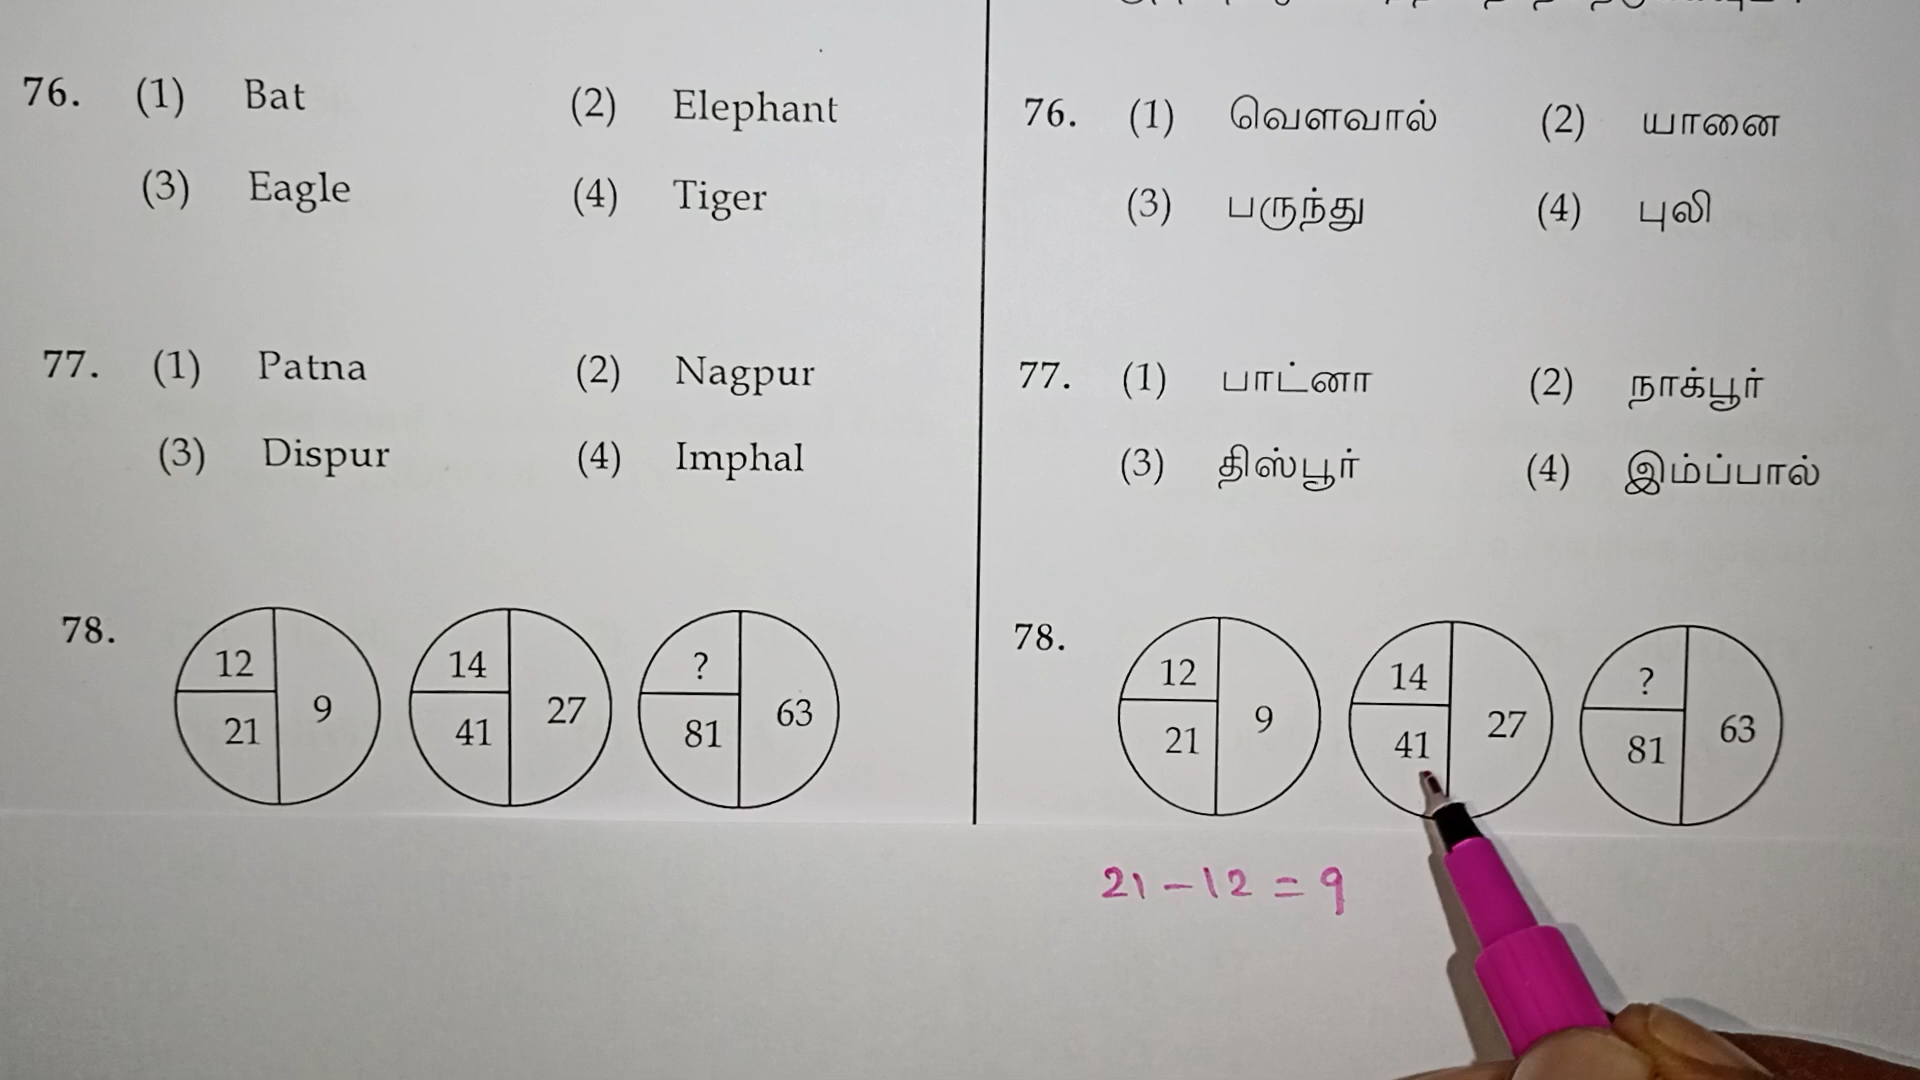 76. (1) Bat (2) Elephant
(3) Eagle (4) Tiger
77. (1) Patna (2) Nagpur
(3) Dispur (4) Imphal
78.
12 21 9
14 41 27
? 81 63
76. (1) வௌவால் (2) யானை
(3) பருந்து (4) புலி
77. (1) பாட்னா (2) நாக்பூர்
(3) திஸ்பூர் (4) இம்ப்பால்
78.
12 21 9
14 41 27
? 81 63
21 - 12 = 9